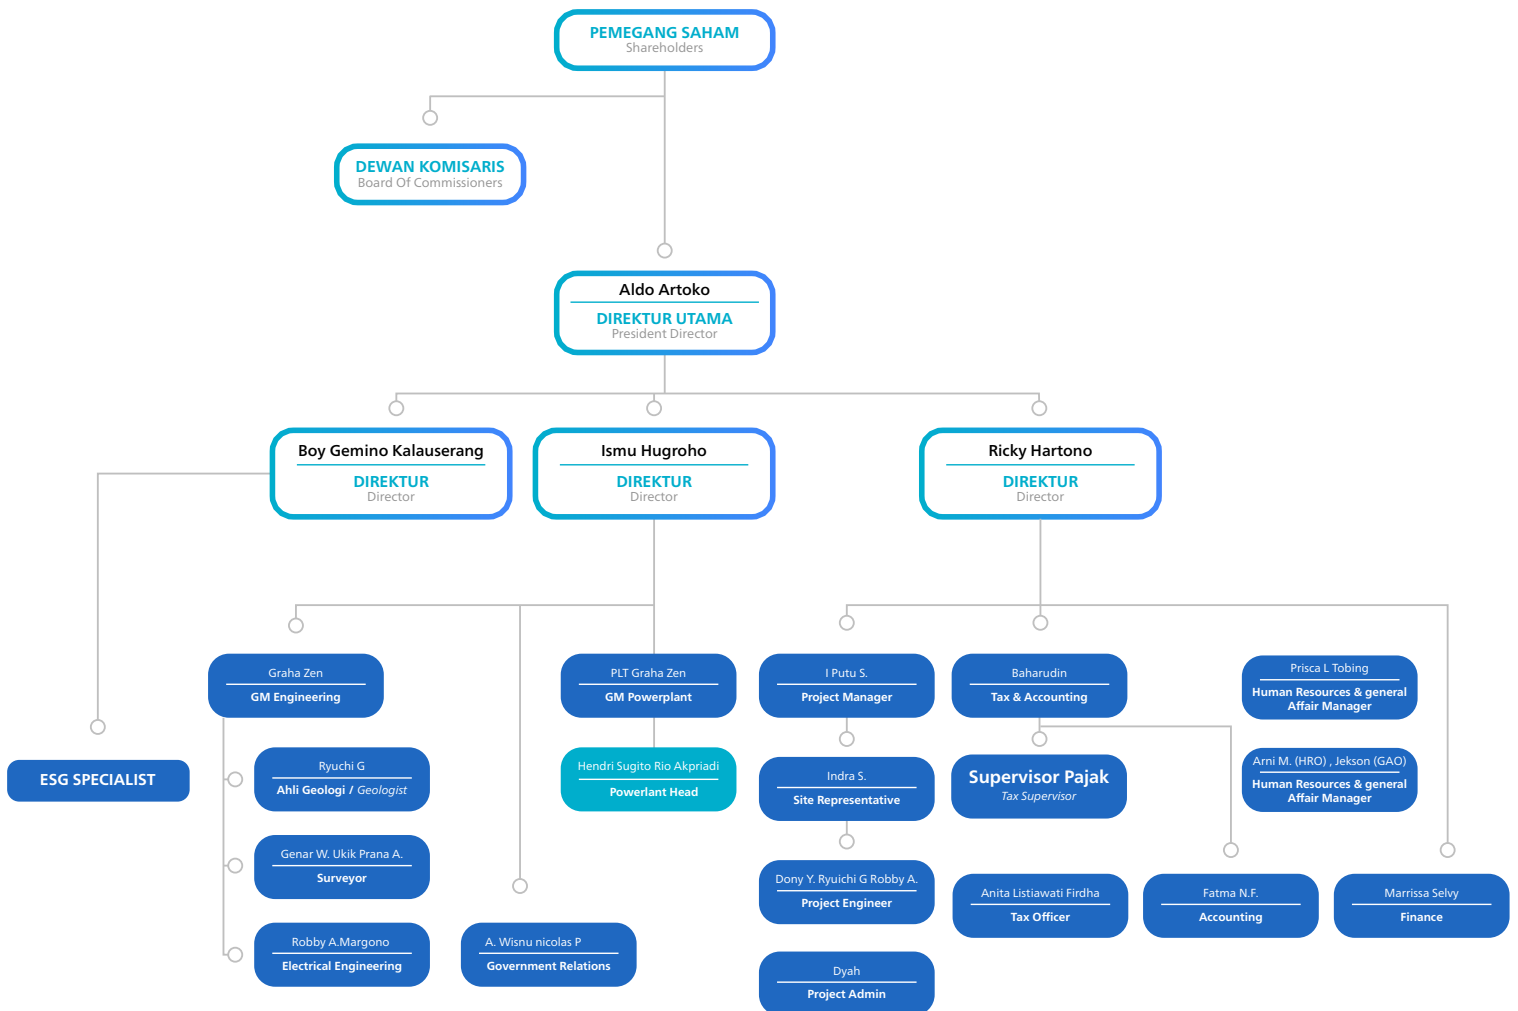 PEMEGANG SAHAM
Shareholders
DEWAN KOMISARIS
Board Of Commissioners
Aldo Artoko
DIREKTUR UTAMA
President Director
Boy Gemino Kalauserang
DIREKTUR
Director
Ismu Hugroho
DIREKTUR
Director
Ricky Hartono
DIREKTUR
Director
Graha Zen
GM Engineering
PLT Graha Zen
GM Powerplant
I Putu S.
Project Manager
Baharudin
Tax & Accounting
Prisca L Tobing
Human Resources & general
Affair Manager
ESG SPECIALIST
Ryuchi G
Ahli Geologi / Geologist
Hendri Sugito Rio Akpriadi
Powerlant Head
Indra S.
Site Representative
Supervisor Pajak
Tax Supervisor
Arni M. (HRO) , Jekson (GAO)
Human Resources & general
Affair Manager
Genar W. Ukik Prana A.
Surveyor
Dony Y. Ryuichi G Robby A.
Project Engineer
Anita Listiawati Firdha
Tax Officer
Fatma N.F.
Accounting
Marrissa Selvy
Finance
Robby A.Margono
Electrical Engineering
A. Wisnu nicolas P
Government Relations
Dyah
Project Admin